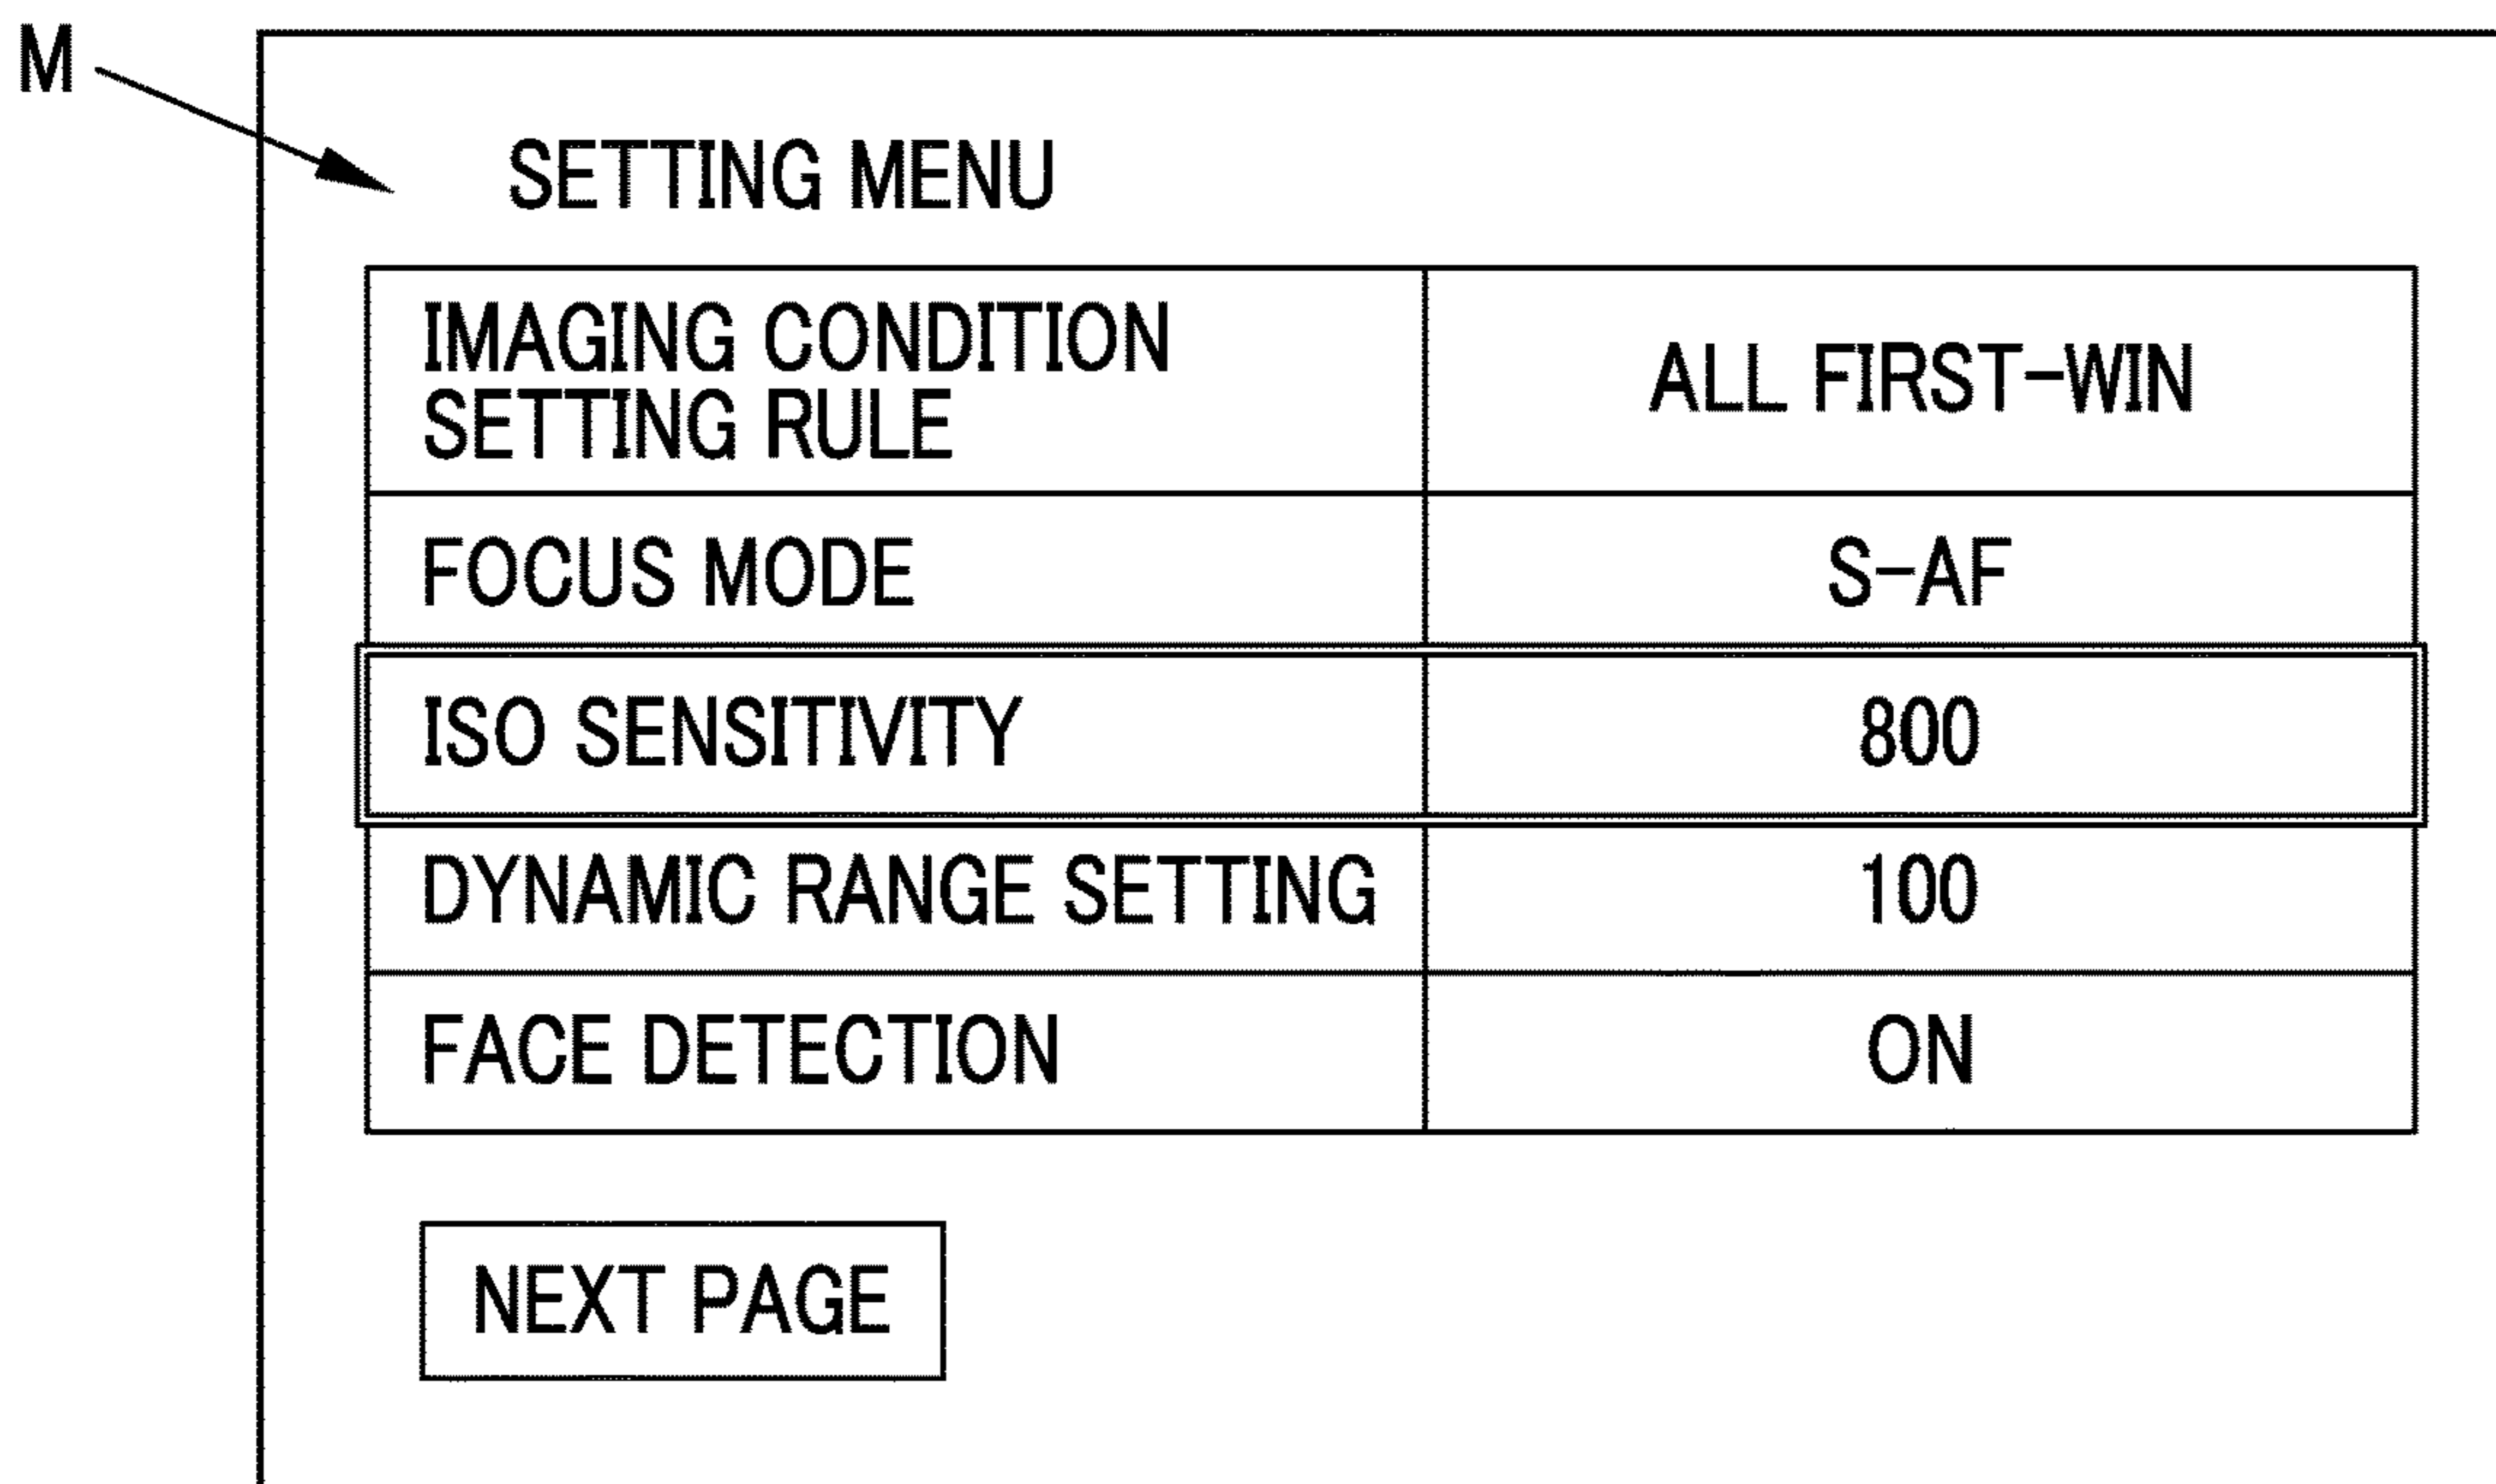 M
SETTING MENU
IMAGING CONDITION
SETTING RULE
ALL FIRST-WIN
FOCUS MODE
S-AF
ISO SENSITIVITY
800
DYNAMIC RANGE SETTING
100
FACE DETECTION
ON
NEXT PAGE